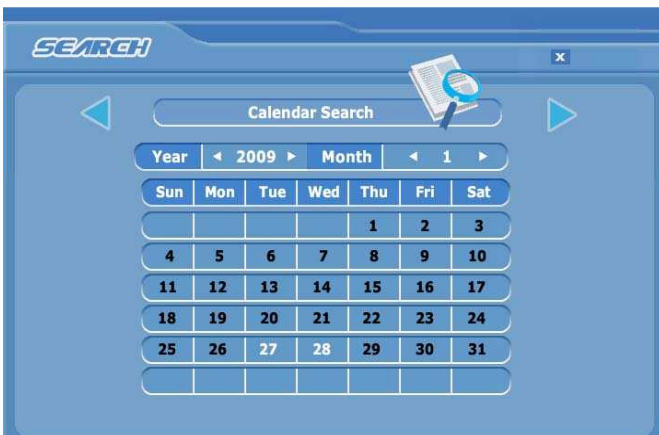 SEARCH
x
Calendar Search
Year 2009 Month 1
Sun Mon Tue Wed Thu Fri Sat
1 2 3
4 5 6 7 8 9 10
11 12 13 14 15 16 17
18 19 20 21 22 23 24
25 26 27 28 29 30 31